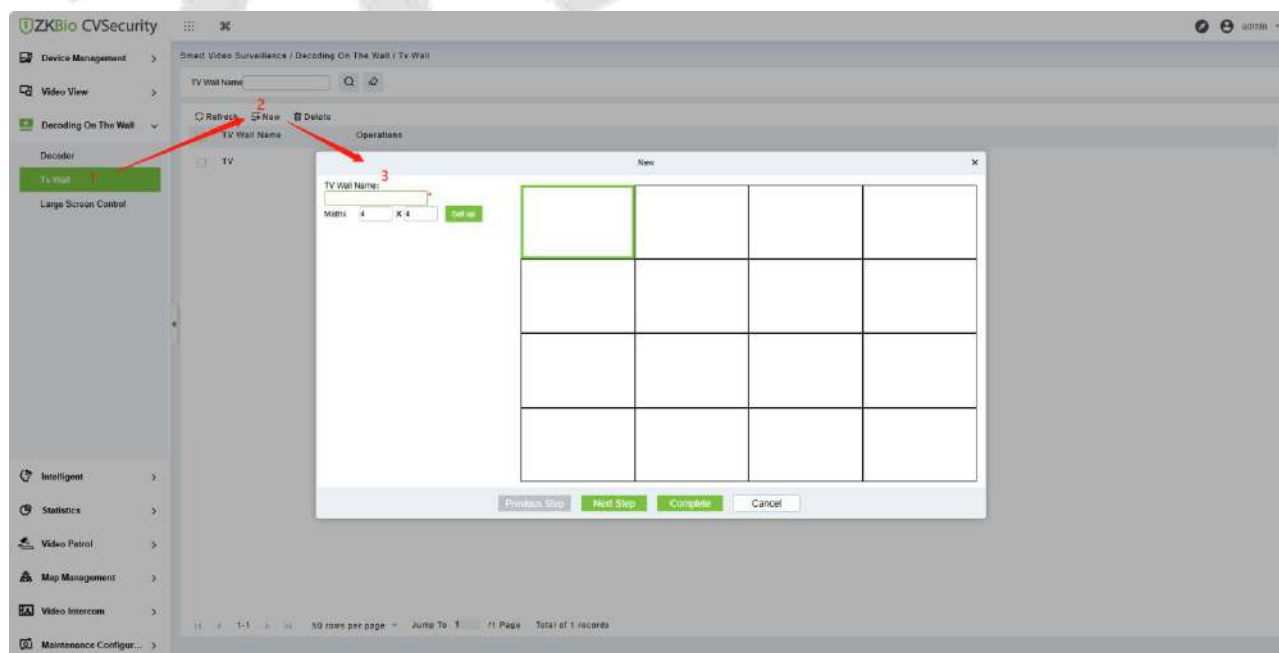 ZKBio CVSecurity
admin
Device Management
Smart Video Surveillance / Decoding On The Wall / Tv Wall
Video View
TV Wall Name
2
Decoding On The Wall
Refresh New Delete
TV Wall Name Operations
Decoder
TV
New
Tv Wall 1
3
TV Wall Name:
*
Large Screen Control
Matrix 4 X 4 Set up
Previous Step Next Step Complete Cancel
Intelligent
Statistics
Video Patrol
Map Management
Video Intercom
1-1 50 rows per page Jump To 1 /1 Page Total of 1 records
Maintenance Configur...